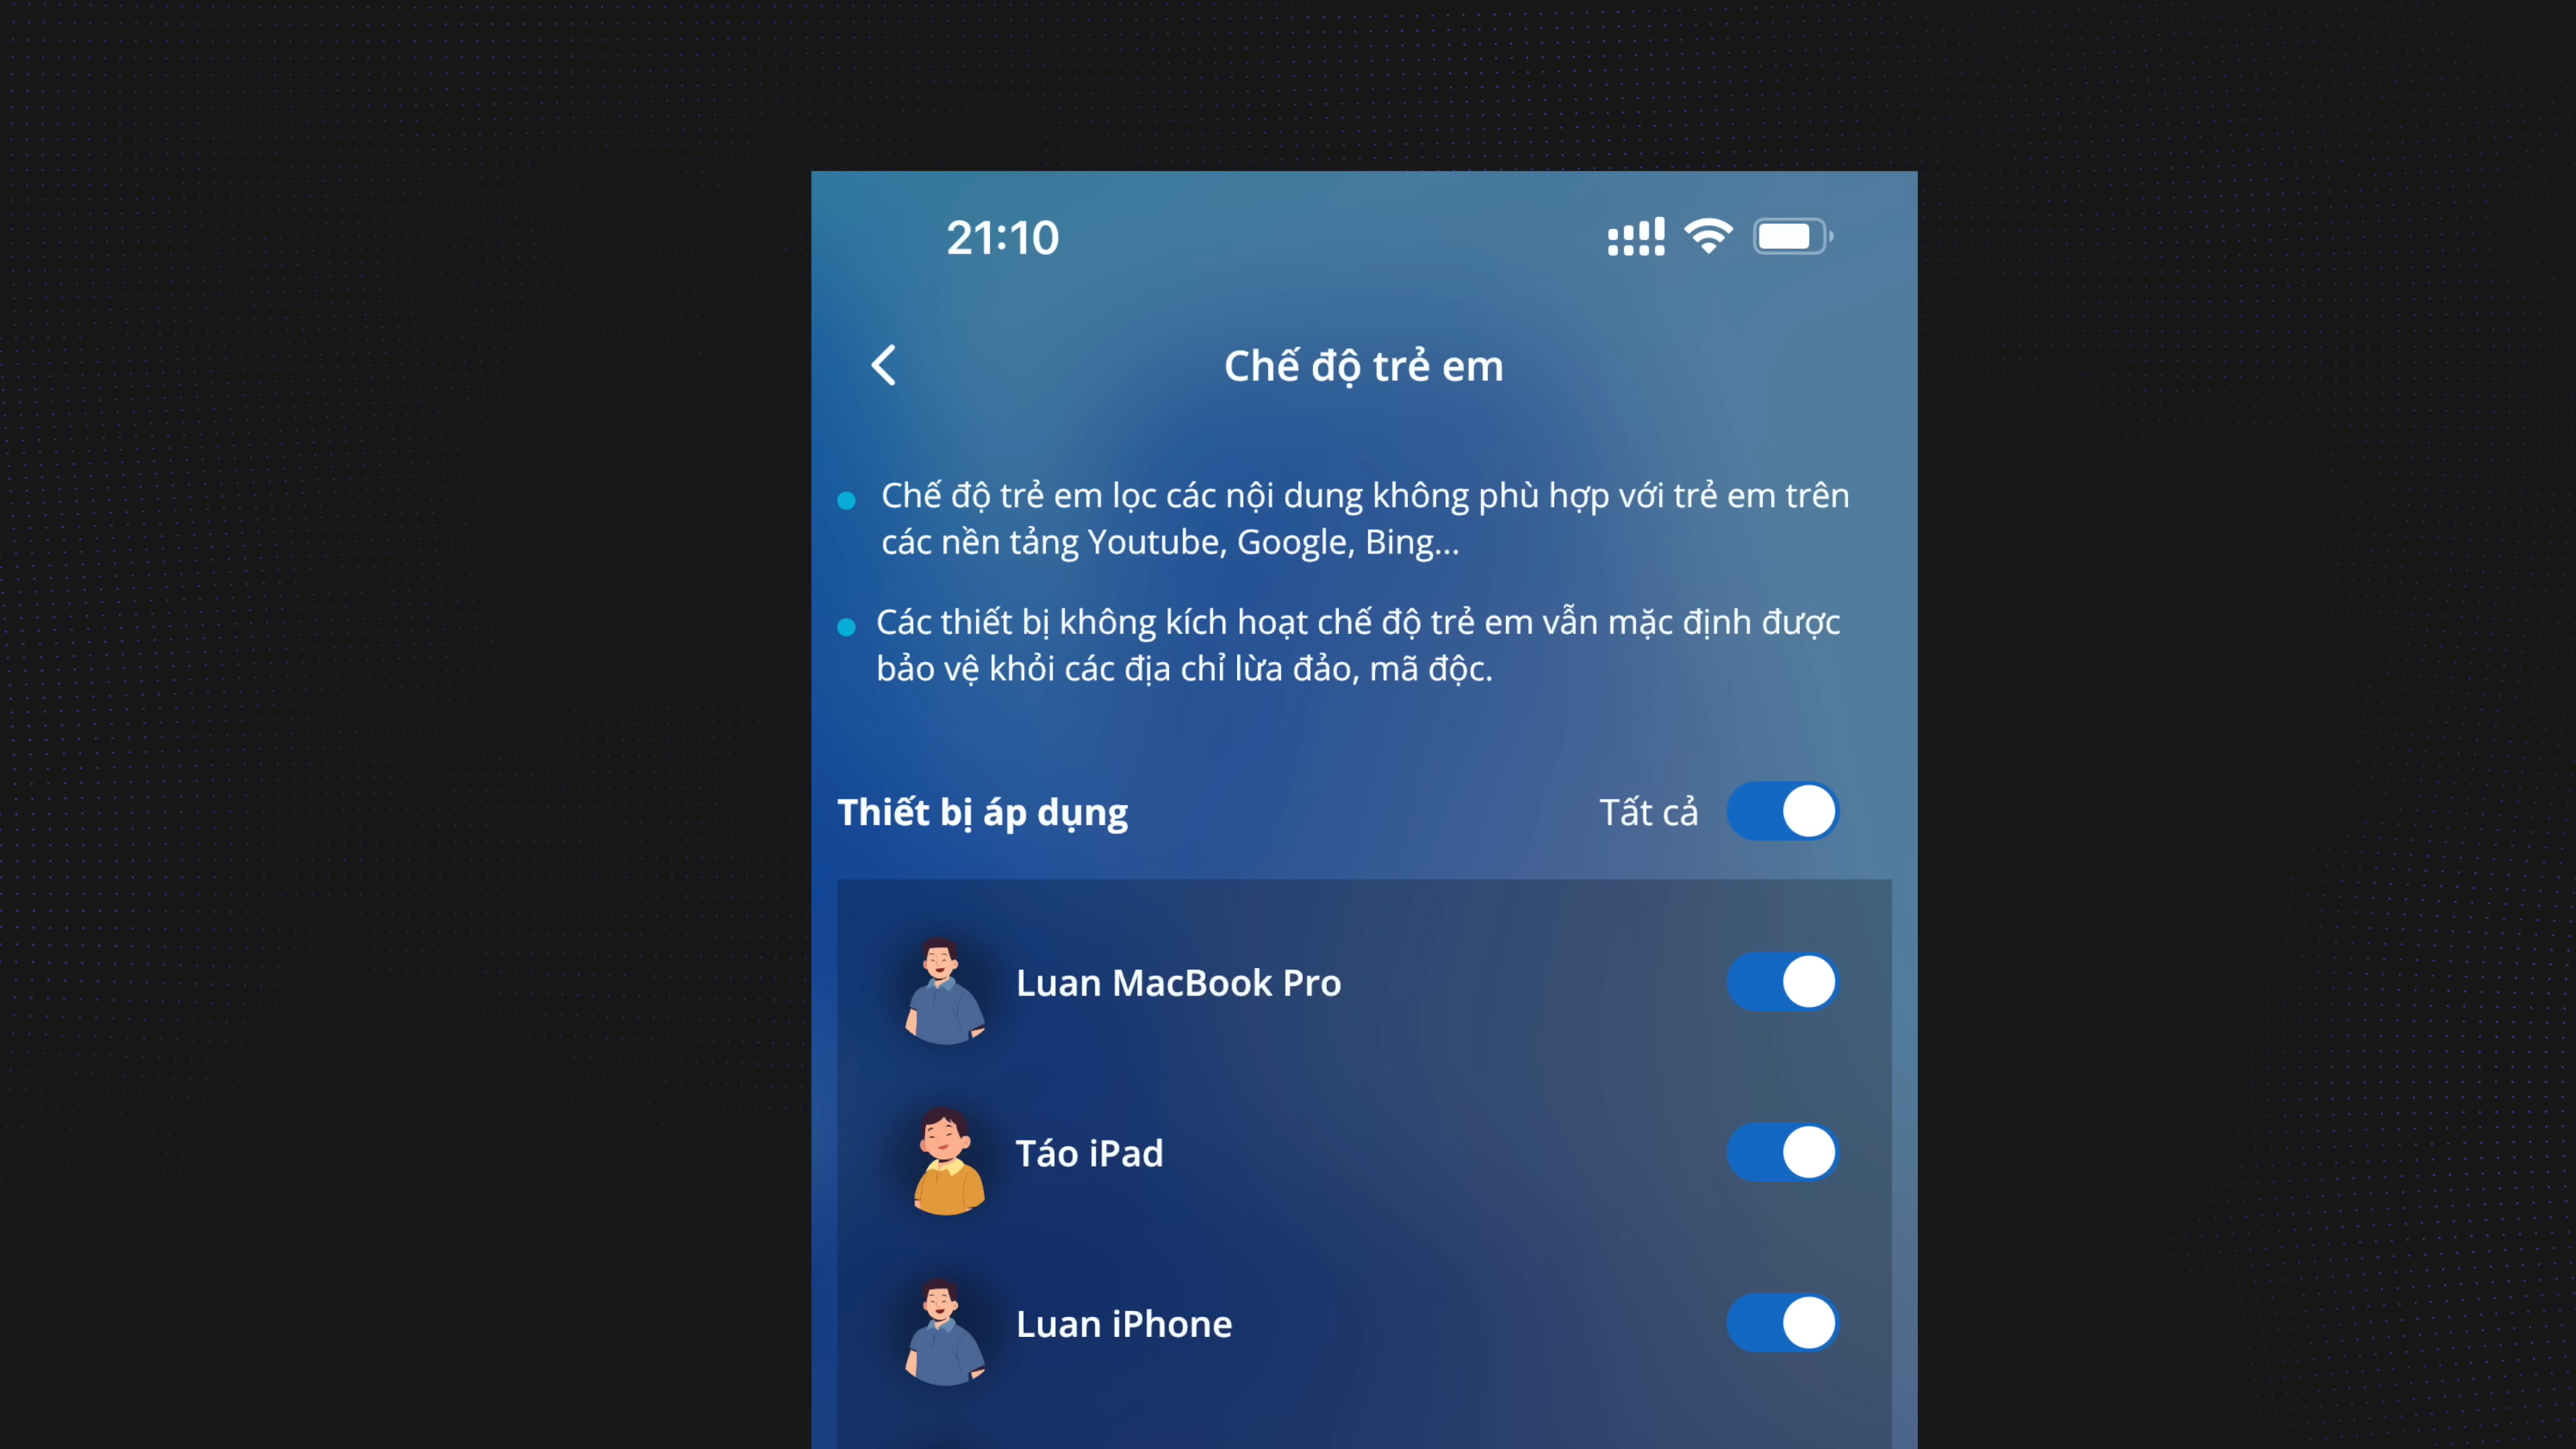 21:10
Chế độ trẻ em
Chế độ trẻ em lọc các nội dung không phù hợp với trẻ em trên
các nền tảng Youtube, Google, Bing...
Các thiết bị không kích hoạt chế độ trẻ em vẫn mặc định được
bảo vệ khỏi các địa chỉ lừa đảo, mã độc.
Thiết bị áp dụng Tất cả
Luan MacBook Pro
Táo iPad
Luan iPhone